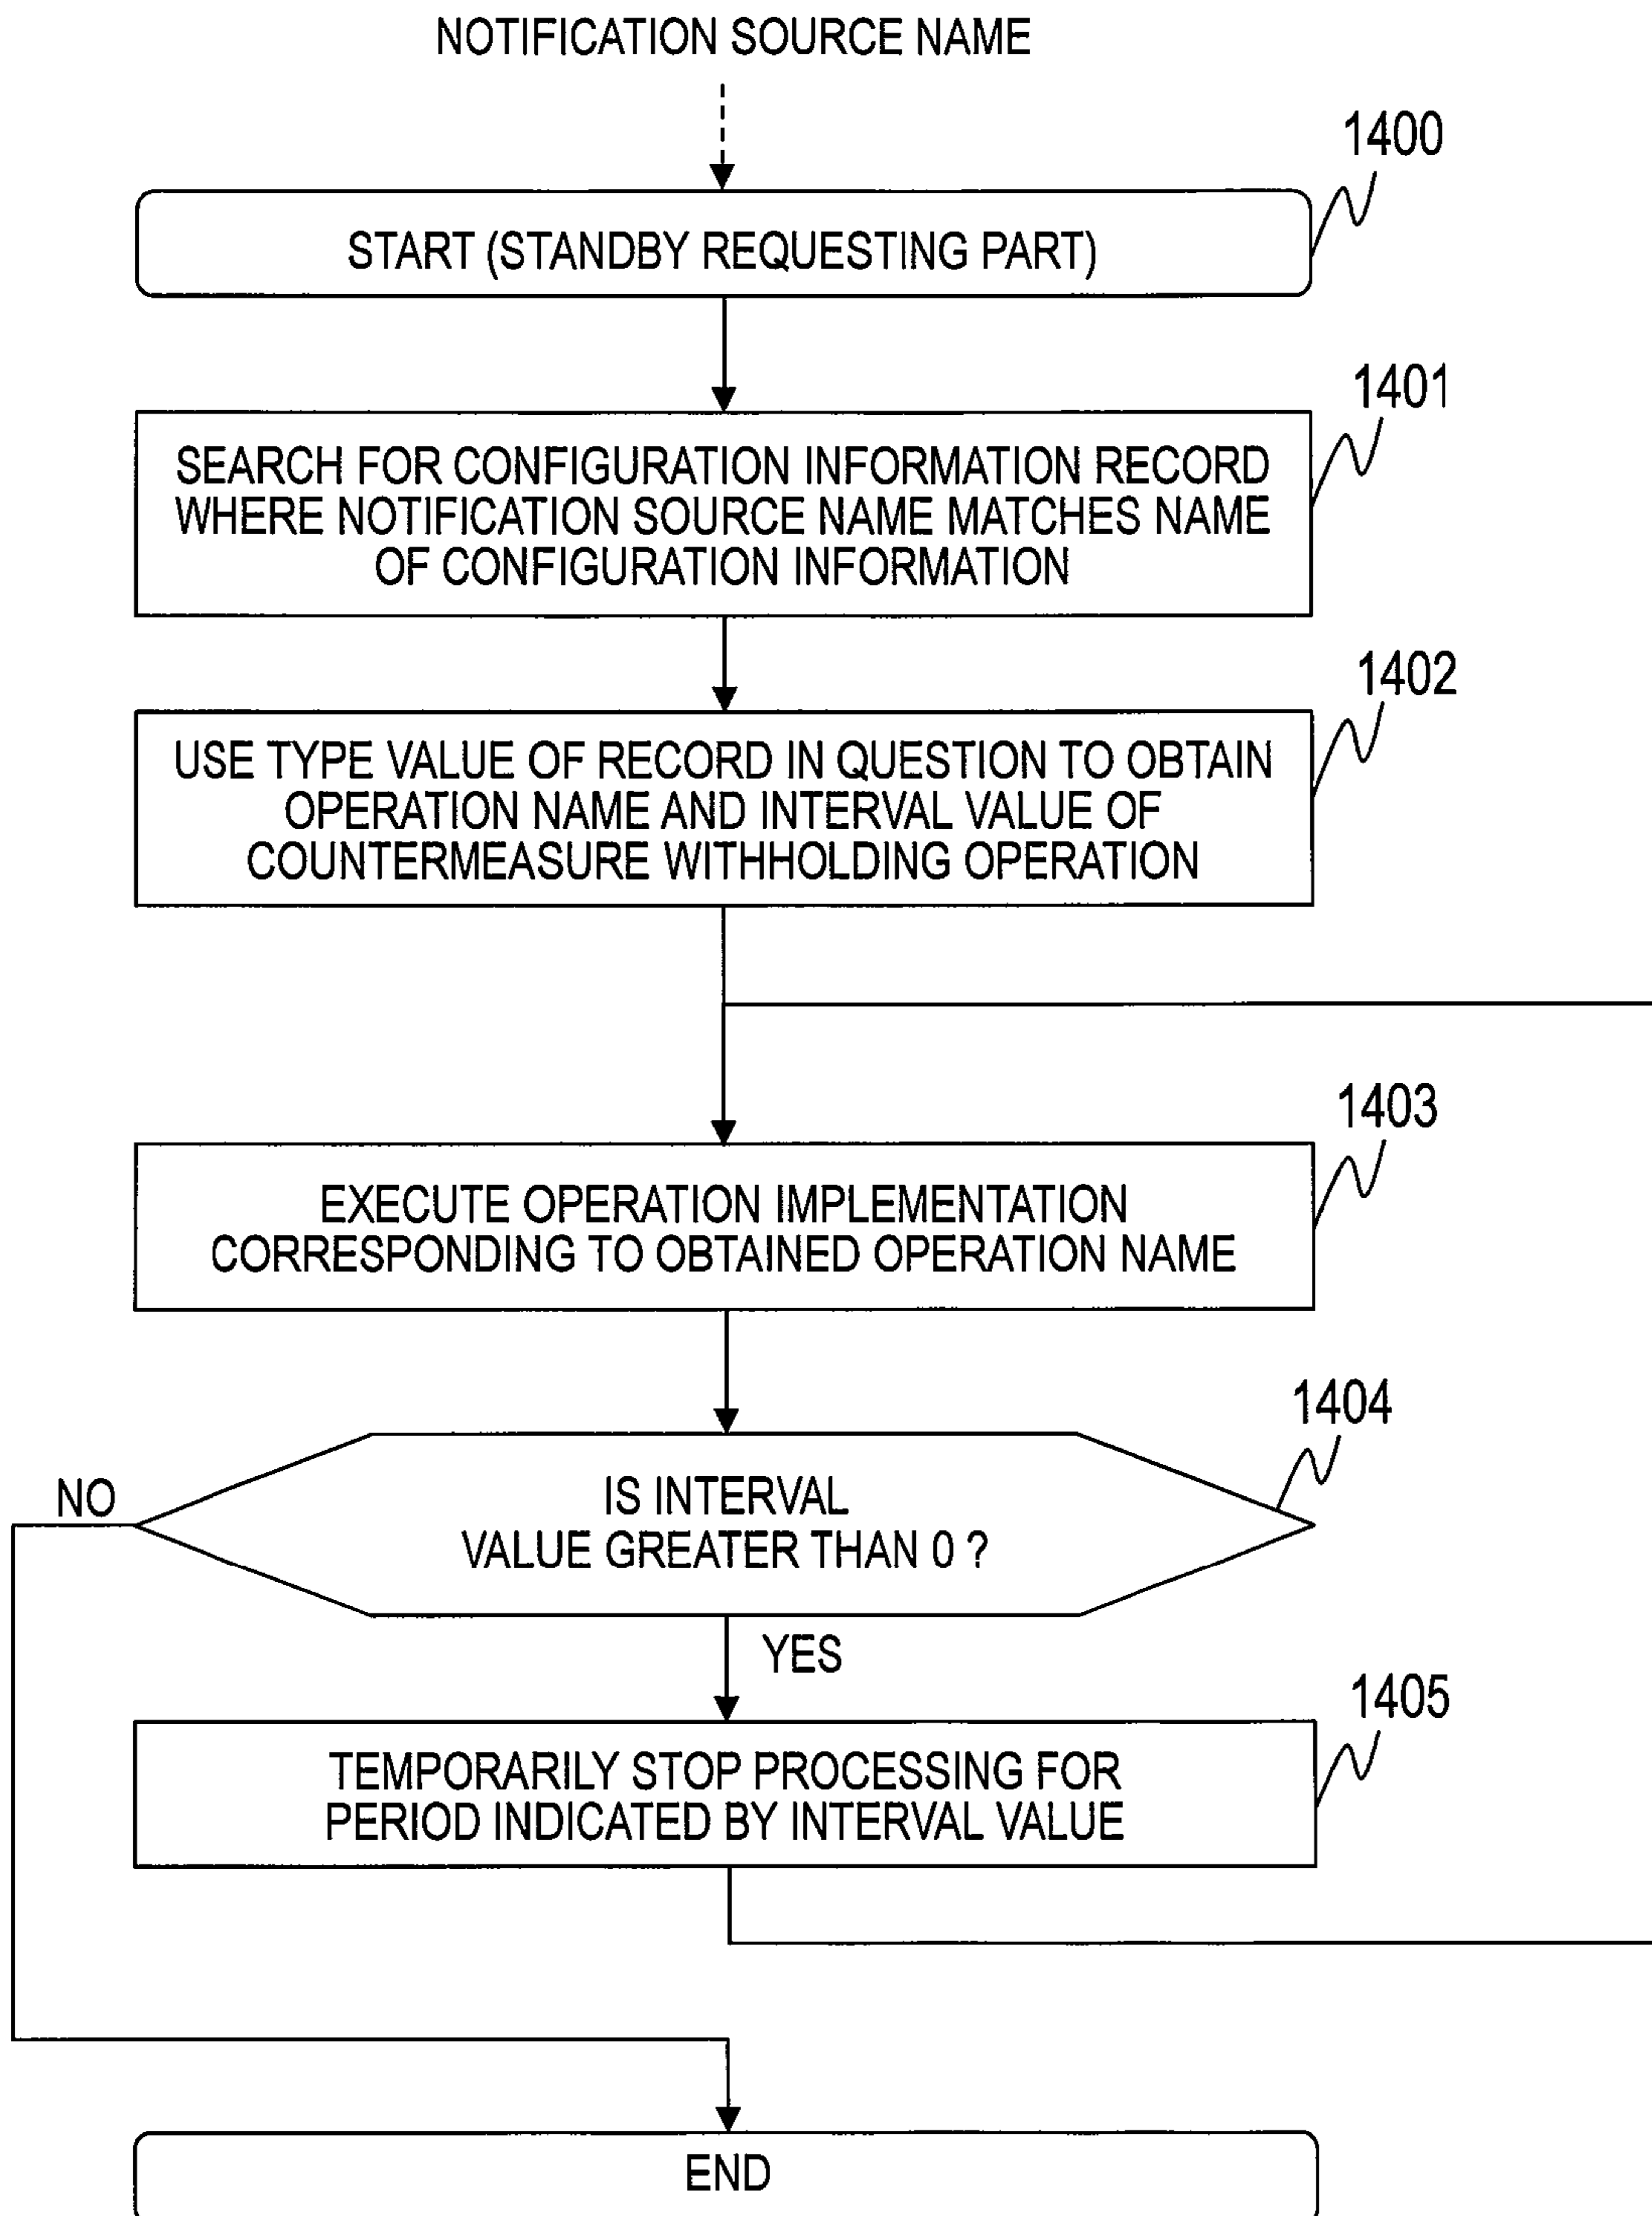 NOTIFICATION SOURCE NAME
1400
START (STANDBY REQUESTING PART)
1401
SEARCH FOR CONFIGURATION INFORMATION RECORD
WHERE NOTIFICATION SOURCE NAME MATCHES NAME
OF CONFIGURATION INFORMATION
1402
USE TYPE VALUE OF RECORD IN QUESTION TO OBTAIN
OPERATION NAME AND INTERVAL VALUE OF
COUNTERMEASURE WITHHOLDING OPERATION
1403
EXECUTE OPERATION IMPLEMENTATION
CORRESPONDING TO OBTAINED OPERATION NAME
1404
NO
IS INTERVAL
VALUE GREATER THAN 0 ?
YES
1405
TEMPORARILY STOP PROCESSING FOR
PERIOD INDICATED BY INTERVAL VALUE
END